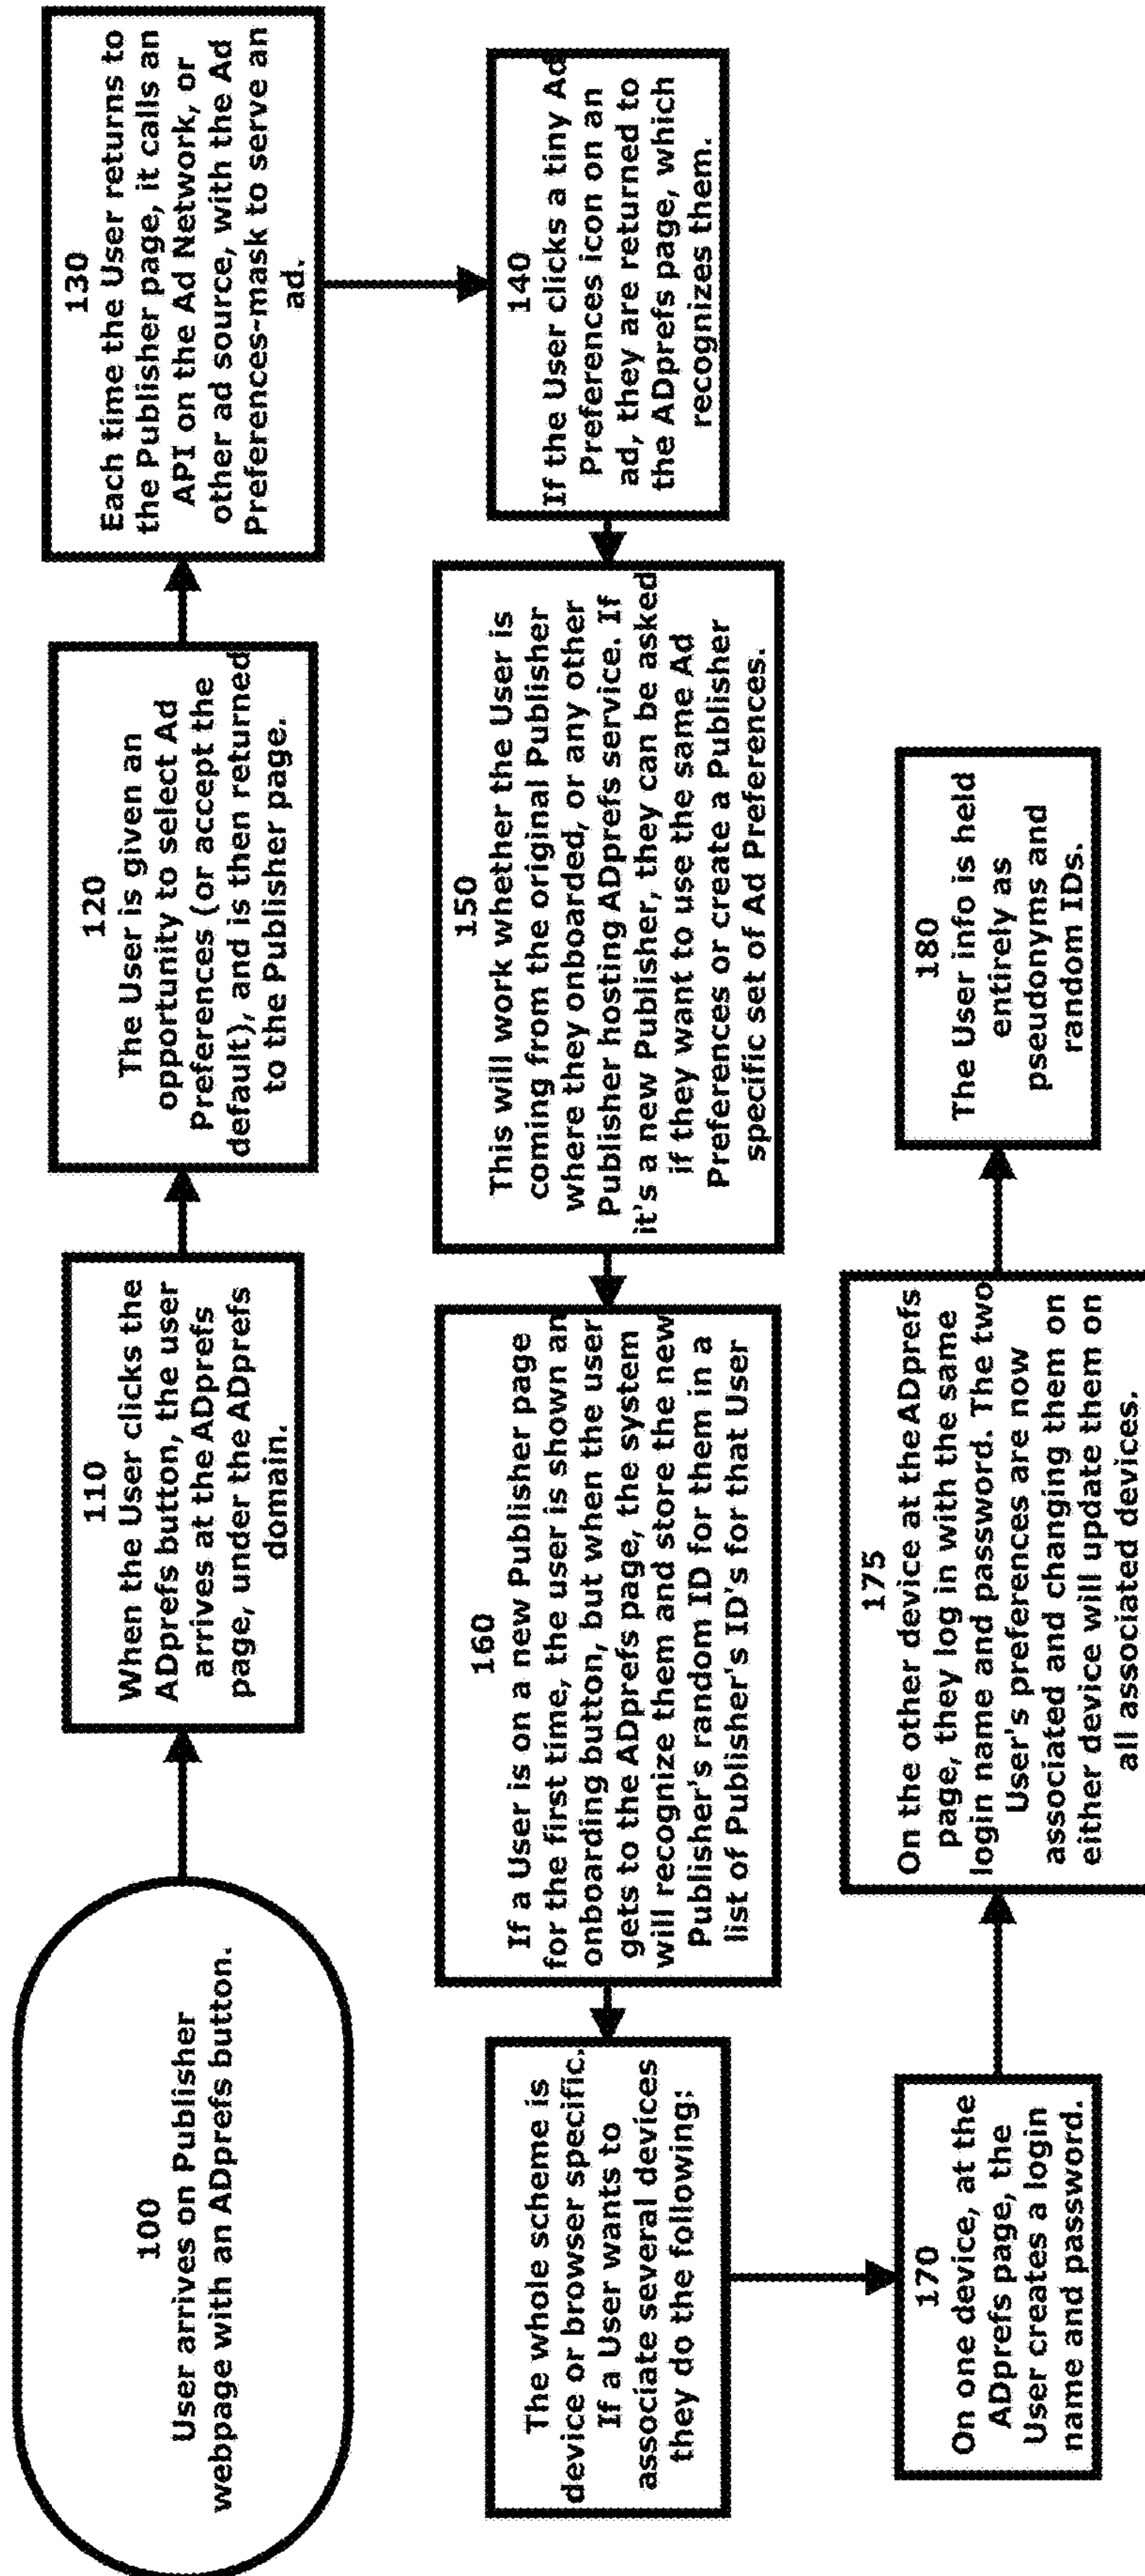 100
User arrives on Publisher
webpage with an ADprefs button.
110
When the User clicks the
ADprefs button, the user
arrives at the ADprefs
page, under the ADprefs
domain.
120
The User is given an
opportunity to select Ad
Preferences (or accept the
default), and is then returned
to the Publisher page.
130
Each time the User returns to
the Publisher page, it calls an
API on the Ad Network, or
other ad source, with the Ad
Preferences-mask to serve an
ad.
140
If the User clicks a tiny Ad
Preferences icon on an
ad, they are returned to
the ADprefs page, which
recognizes them.
150
This will work whether the User is
coming from the original Publisher
where they onboarded, or any other
Publisher hosting ADprefs service. If
it's a new Publisher, they can be asked
if they want to use the same Ad
Preferences or create a Publisher
specific set of Ad Preferences.
160
If a User is on a new Publisher page
for the first time, the user is shown an
onboarding button, but when the user
gets to the ADprefs page, the system
will recognize them and store the new
Publisher's random ID for them in a
list of Publisher's ID's for that User
The whole scheme is
device or browser specific.
If a User wants to
associate several devices
they do the following:
170
On one device, at the
ADprefs page, the
User creates a login
name and password.
175
On the other device at the ADprefs
page, they log in with the same
login name and password. The two
User's preferences are now
associated and changing them on
either device will update them on
all associated devices.
180
The User info is held
entirely as
pseudonyms and
random IDs.